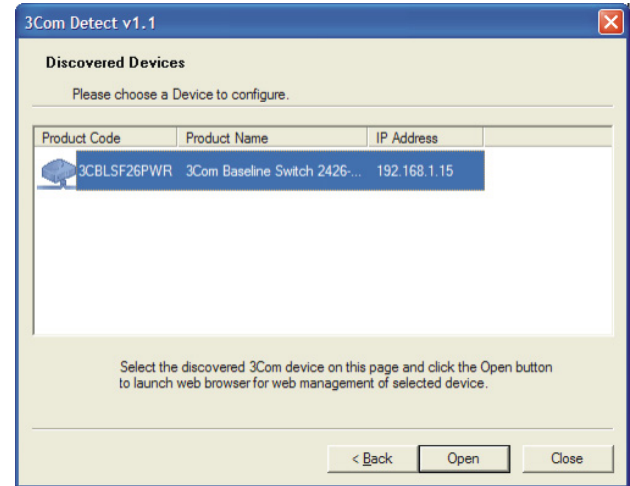 3Com Detect v1.1
Discovered Devices
Please choose a Device to configure.
Product Code Product Name IP Address
3CBLSF26PWR 3Com Baseline Switch 2426-... 192.168.1.15
Select the discovered 3Com device on this page and click the Open button
to launch web browser for web management of selected device.
< Back Open Close